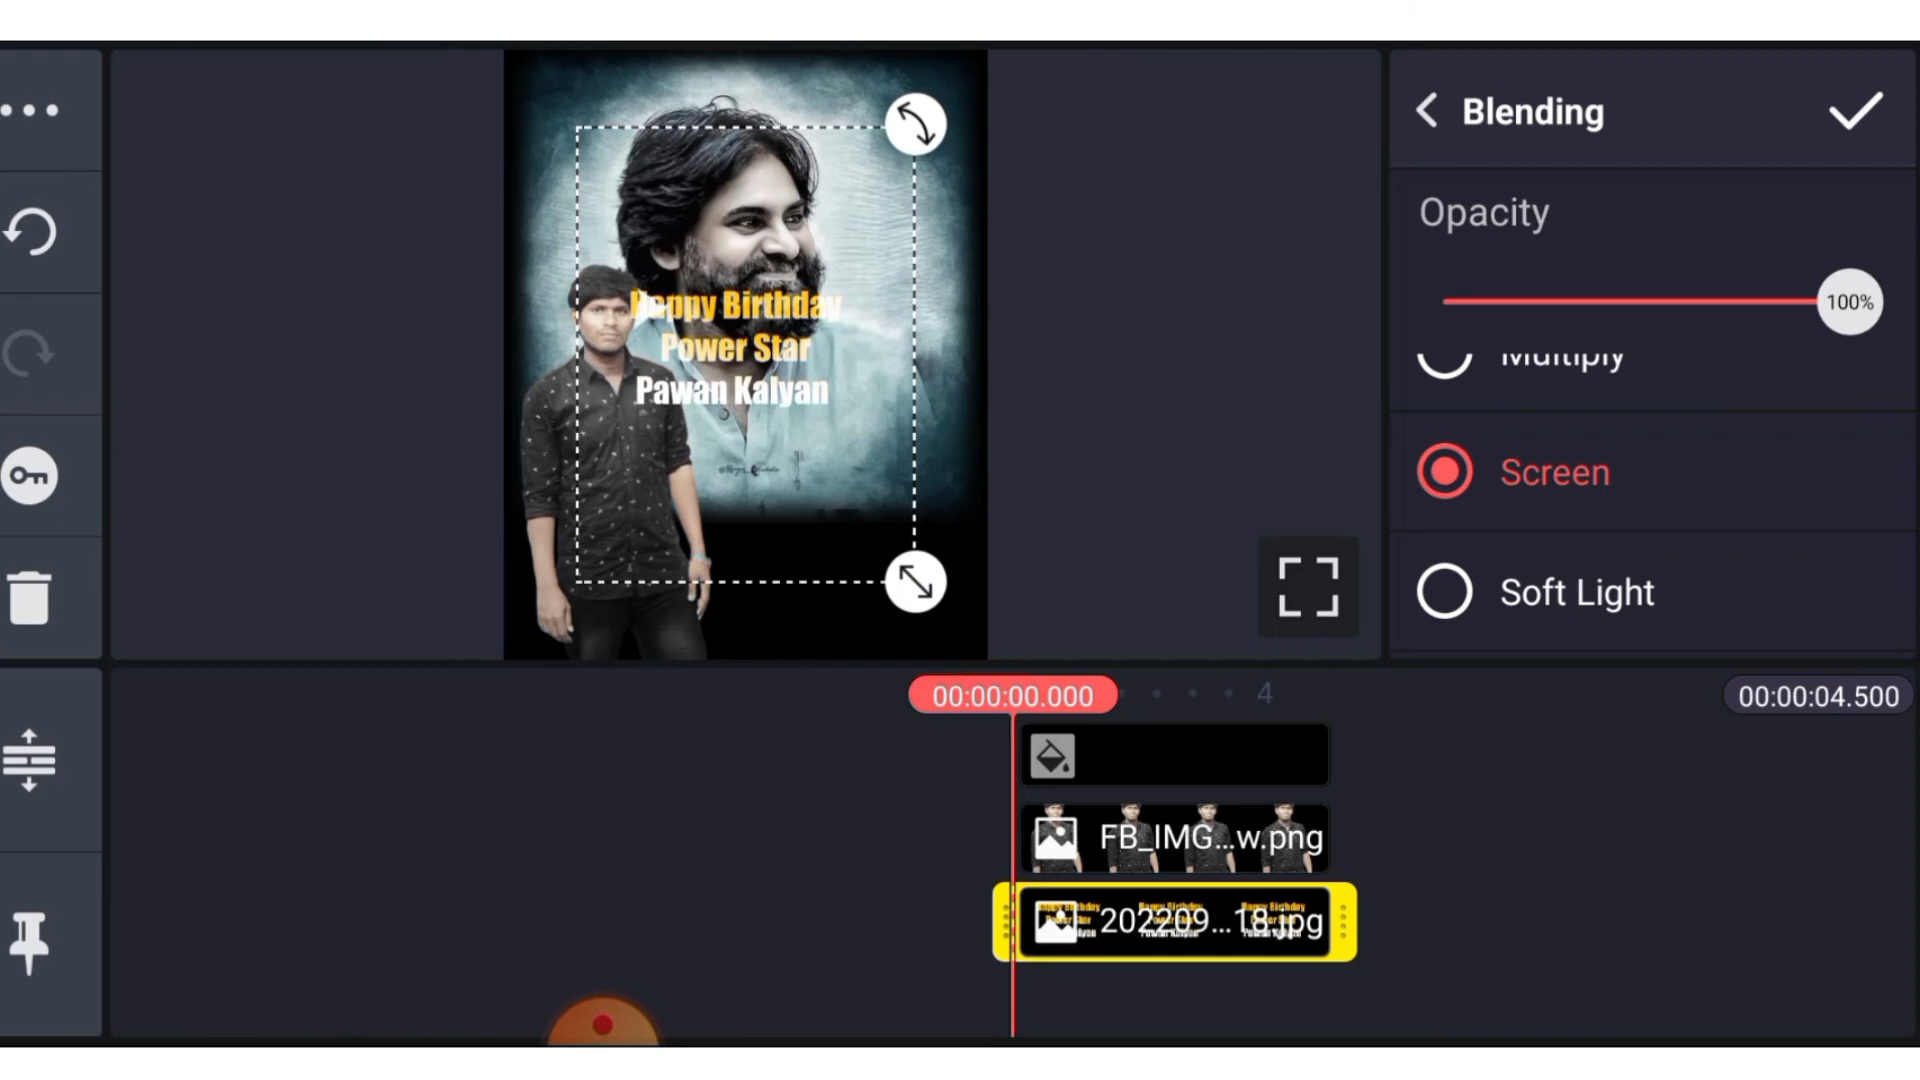 Blending
Opacity
100%
Multiply
Screen
Soft Light
Happy Birthday
Power Star
Pawan Kalyan
00:00:00.000
4
00:00:04.500
FB_IMG...w.png
202209...18.jpg